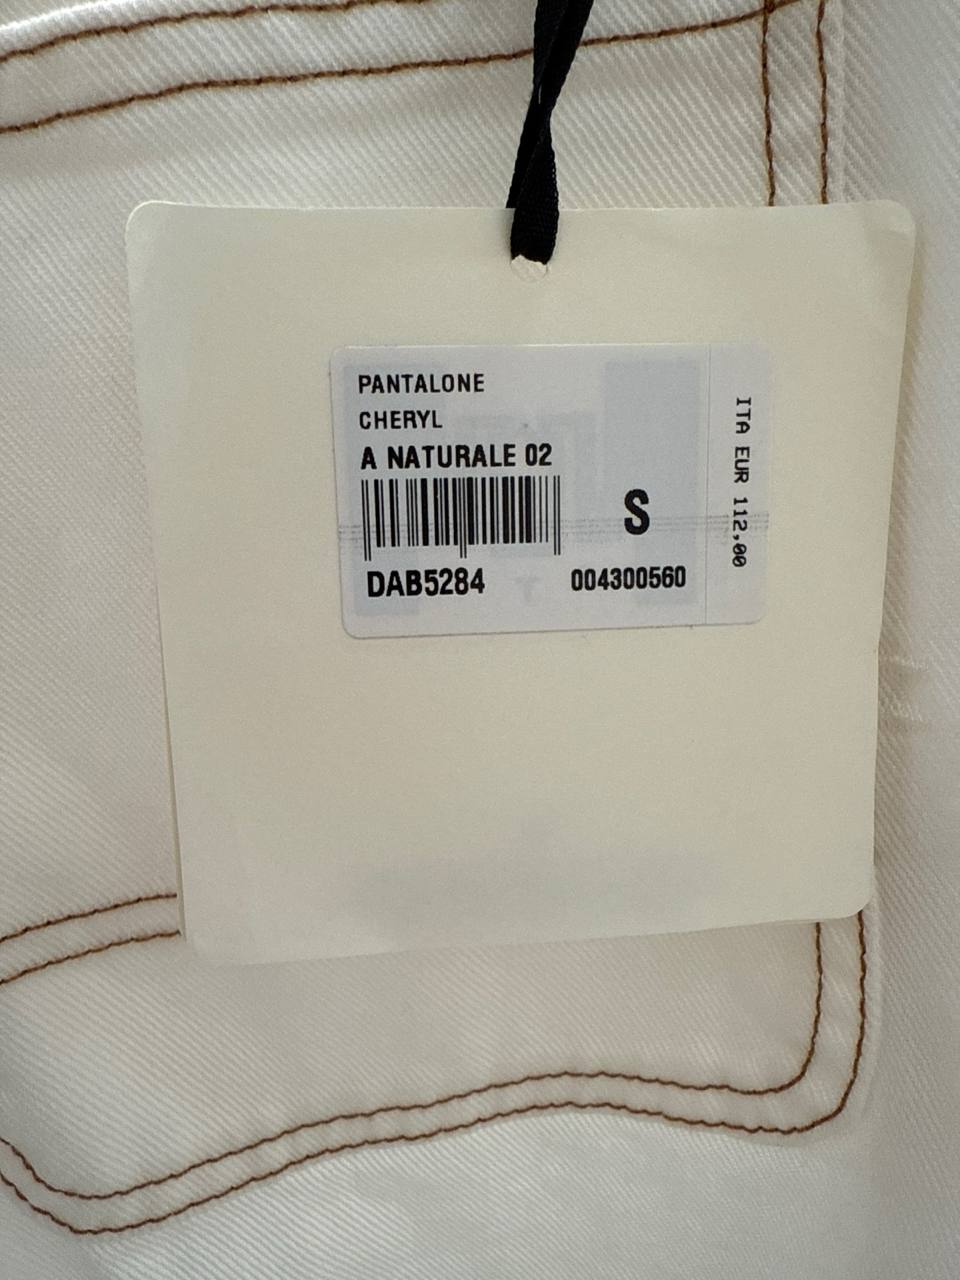 PANTALONE
CHERYL
A NATURALE 02
S
DAB5284
004300560
ITA EUR 112,00